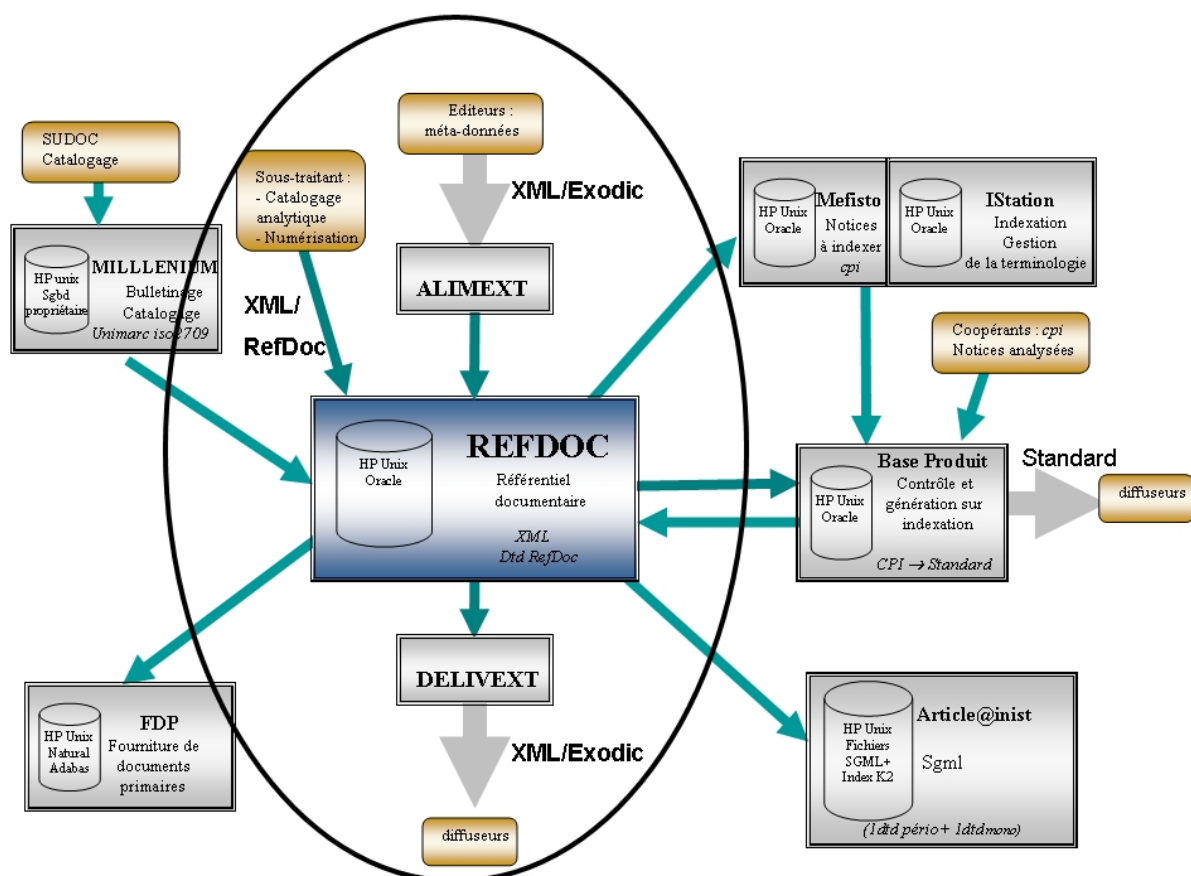 Editeurs :
méta-données
SUDOC
Catalogage
Sous-traitant :
- Catalogage
analytique
- Numérisation
XML/Exodic
HP Unix
Oracle
Mefisto
Notices
à indexer
cpi
HP Unix
Oracle
IStation
Indexation
Gestion
de la terminologie
HP unix
Sgbd
propriétaire
MILLLENIUM
Bulletinage
Catalogage
Unimarc iso2709
ALIMEXT
XML/
RefDoc
Coopérants : cpi
Notices analysées
HP Unix
Oracle
REFDOC
Référentiel
documentaire
XML
Dtd RefDoc
HP Unix
Oracle
Base Produit
Contrôle et
génération sur
indexation
CPI → Standard
Standard
diffuseurs
DELIVEXT
HP Unix
Natural
Adabas
FDP
Fourniture de
documents
primaires
XML/Exodic
HP Unix
Fichiers
SGML+
Index K2
Article@inist
Sgml
(1dtd pério + 1dtd mono)
diffuseurs